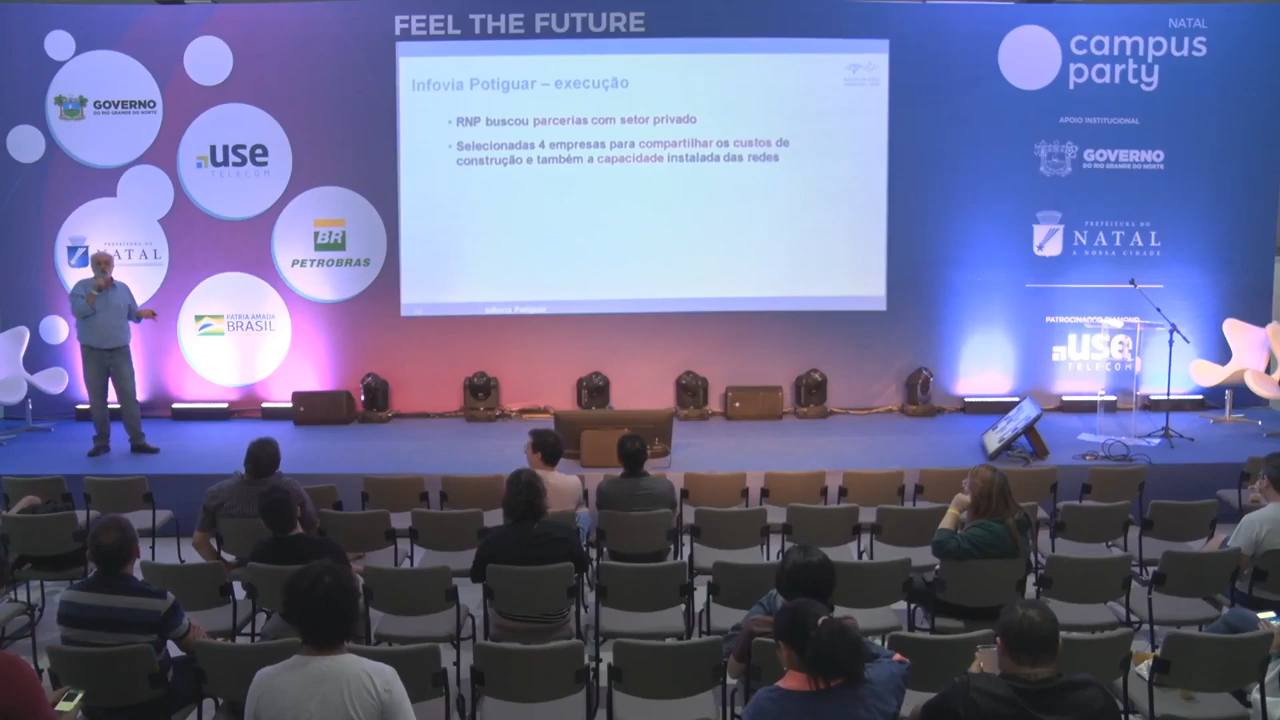 FEEL THE FUTURE
Infovia Potiguar – execução
• RNP buscou parcerias com setor privado
• Selecionadas 4 empresas para compartilhar os custos de
construção e também a capacidade instalada das redes
Infovia Potiguar
GOVERNO
DO RIO GRANDE DO NORTE
USE
TELECOM
PREFEITURA DO
NATAL
BR
PETROBRAS
PÁTRIA AMADA
BRASIL
NATAL
campus
party
APOIO INSTITUCIONAL
GOVERNO
DO RIO GRANDE DO NORTE
PREFEITURA DO
NATAL
A NOSSA CIDADE
PATROCINADOR DIAMOND
USE
TELECOM